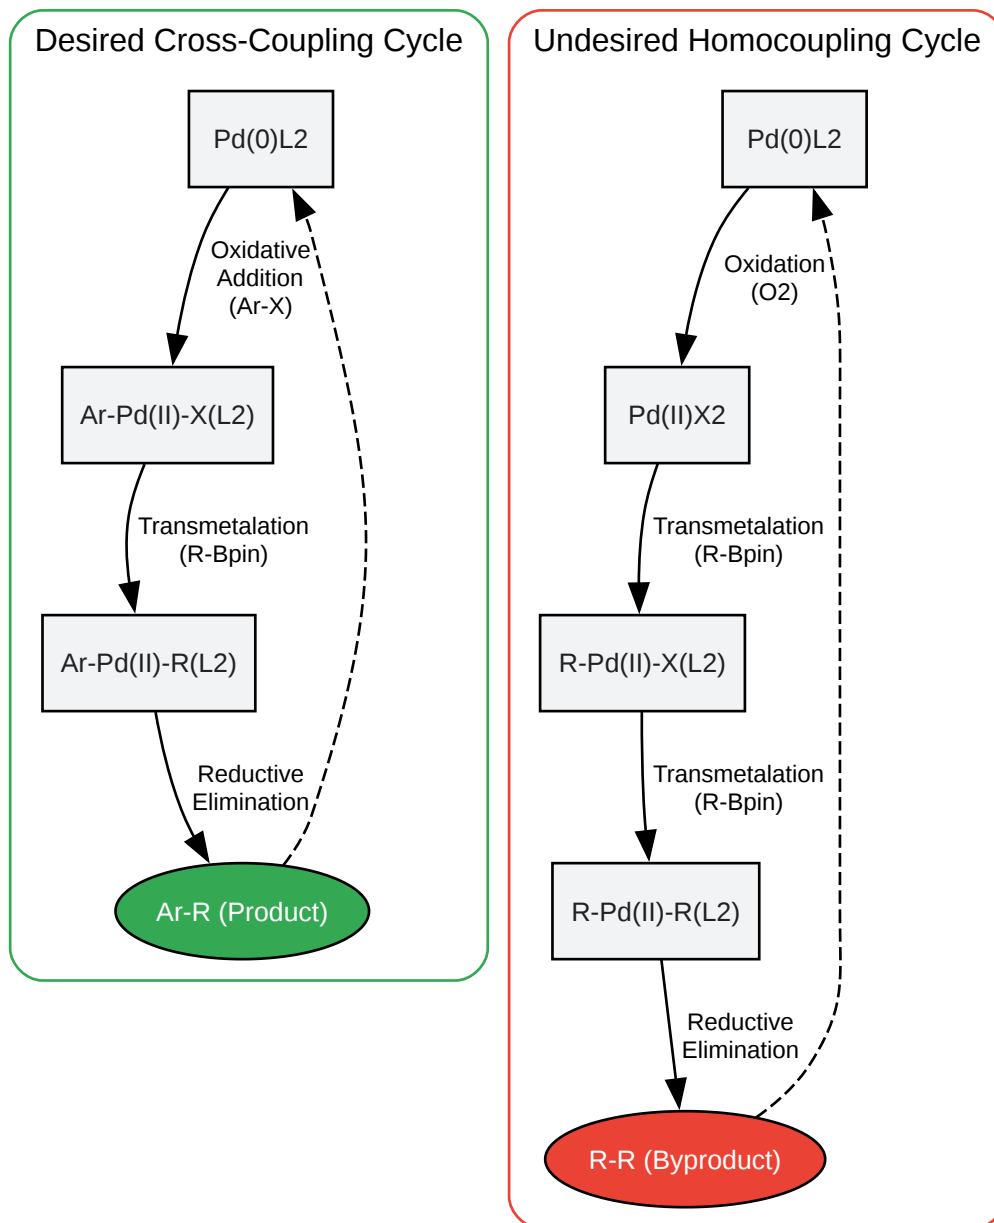 Desired Cross-Coupling Cycle
Pd(0)L2
Oxidative
Addition
(Ar-X)
Ar-Pd(II)-X(L2)
Transmetalation
(R-Bpin)
Ar-Pd(II)-R(L2)
Reductive
Elimination
Ar-R (Product)
Undesired Homocoupling Cycle
Pd(0)L2
Oxidation
(O2)
Pd(II)X2
Transmetalation
(R-Bpin)
R-Pd(II)-X(L2)
Transmetalation
(R-Bpin)
R-Pd(II)-R(L2)
Reductive
Elimination
R-R (Byproduct)